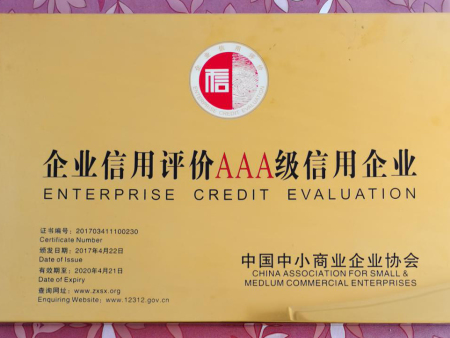 信
企业信用评价AAA级信用企业
ENTERPRISE CREDIT EVALUATION
证书编号：201703411100230
Certificate Number
颁发日期：2017年4月22日
Date of Issue
有效期至：2020年4月21日
Date of Expiry
查询网址：www.zxsx.org
Enquiring Website：www.12312.gov.cn
中国中小商业企业协会
CHINA ASSOCIATION FOR SMALL &
MEDLUM COMMERCIAL ENTERPRISES